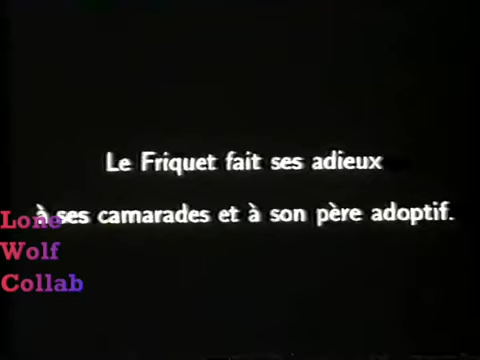 Le Friquet fait ses adieux
à ses camarades et à son père adoptif.
Lone
Wolf
Collab